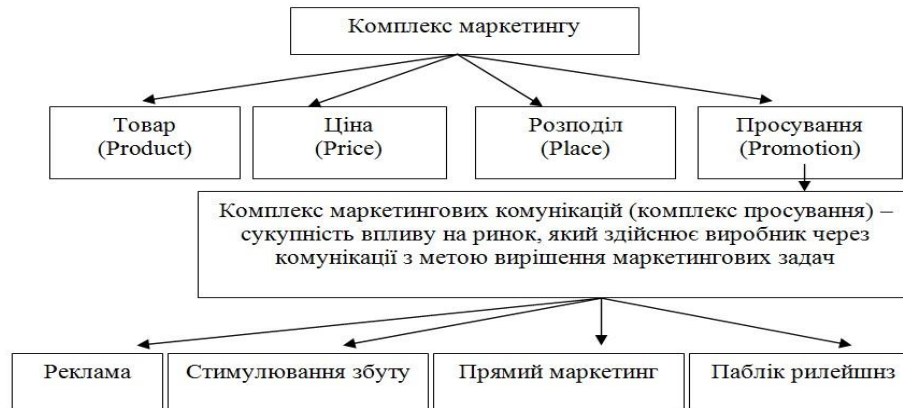 Комплекс маркетингу
Товар
(Product)
Ціна
(Price)
Розподіл
(Place)
Просування
(Promotion)
Комплекс маркетингових комунікацій (комплекс просування) –
сукупність впливу на ринок, який здійснює виробник через
комунікації з метою вирішення маркетингових задач
Реклама
Стимулювання збуту
Прямий маркетинг
Паблік рилейшнз